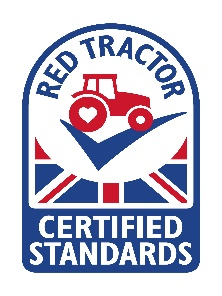 RED TRACTOR
CERTIFIED
STANDARDS